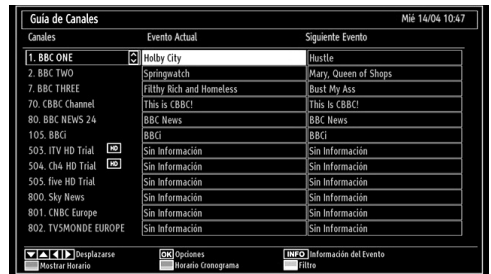 Guía de Canales Mié 14/04 10:47
Canales Evento Actual Siguiente Evento
1. BBC ONE Holby City Hustle
2. BBC TWO Springwatch Mary, Queen of Shops
7. BBC THREE Filthy Rich and Homeless Bust My Ass
70. CBBC Channel This is CBBC! This Is CBBC!
80. BBC NEWS 24 BBC News BBC News
105. BBCi BBCi BBCi
503. ITV HD Trial HD Sin Información Sin Información
504. Ch4 HD Trial HD Sin Información Sin Información
505. five HD Trial Sin Información Sin Información
800. Sky News Sin Información Sin Información
801. CNBC Europe Sin Información Sin Información
802. TV5MONDE EUROPE Sin Información Sin Información
Desplazarse OK Opciones INFO Información del Evento
Mostrar Horario Horario Cronograma Filtro